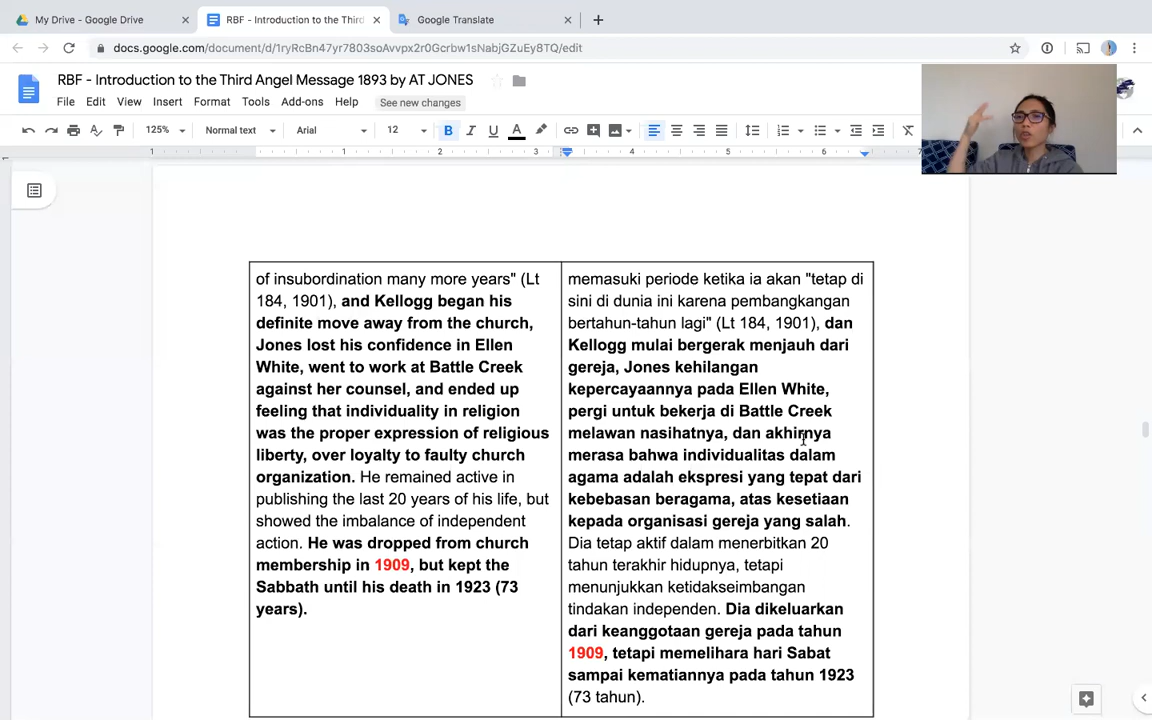 My Drive - Google Drive
RBF - Introduction to the Third
Google Translate
docs.google.com/document/d/1ryRcBn47yr7803soAvvpx2r0Gcrbw1sNabjGZuEy8TQ/edit
RBF - Introduction to the Third Angel Message 1893 by AT JONES
File Edit View Insert Format Tools Add-ons Help See new changes
125% Normal text Arial 12 B I U A
1 1 2 3 4 5 6 7
of insubordination many more years" (Lt
184, 1901), and Kellogg began his
definite move away from the church,
Jones lost his confidence in Ellen
White, went to work at Battle Creek
against her counsel, and ended up
feeling that individuality in religion
was the proper expression of religious
liberty, over loyalty to faulty church
organization. He remained active in
publishing the last 20 years of his life, but
showed the imbalance of independent
action. He was dropped from church
membership in 1909, but kept the
Sabbath until his death in 1923 (73
years).
memasuki periode ketika ia akan "tetap di
sini di dunia ini karena pembangkangan
bertahun-tahun lagi" (Lt 184, 1901), dan
Kellogg mulai bergerak menjauh dari
gereja, Jones kehilangan
kepercayaannya pada Ellen White,
pergi untuk bekerja di Battle Creek
melawan nasihatnya, dan akhirnya
merasa bahwa individualitas dalam
agama adalah ekspresi yang tepat dari
kebebasan beragama, atas kesetiaan
kepada organisasi gereja yang salah.
Dia tetap aktif dalam menerbitkan 20
tahun terakhir hidupnya, tetapi
menunjukkan ketidakseimbangan
tindakan independen. Dia dikeluarkan
dari keanggotaan gereja pada tahun
1909, tetapi memelihara hari Sabat
sampai kematiannya pada tahun 1923
(73 tahun).